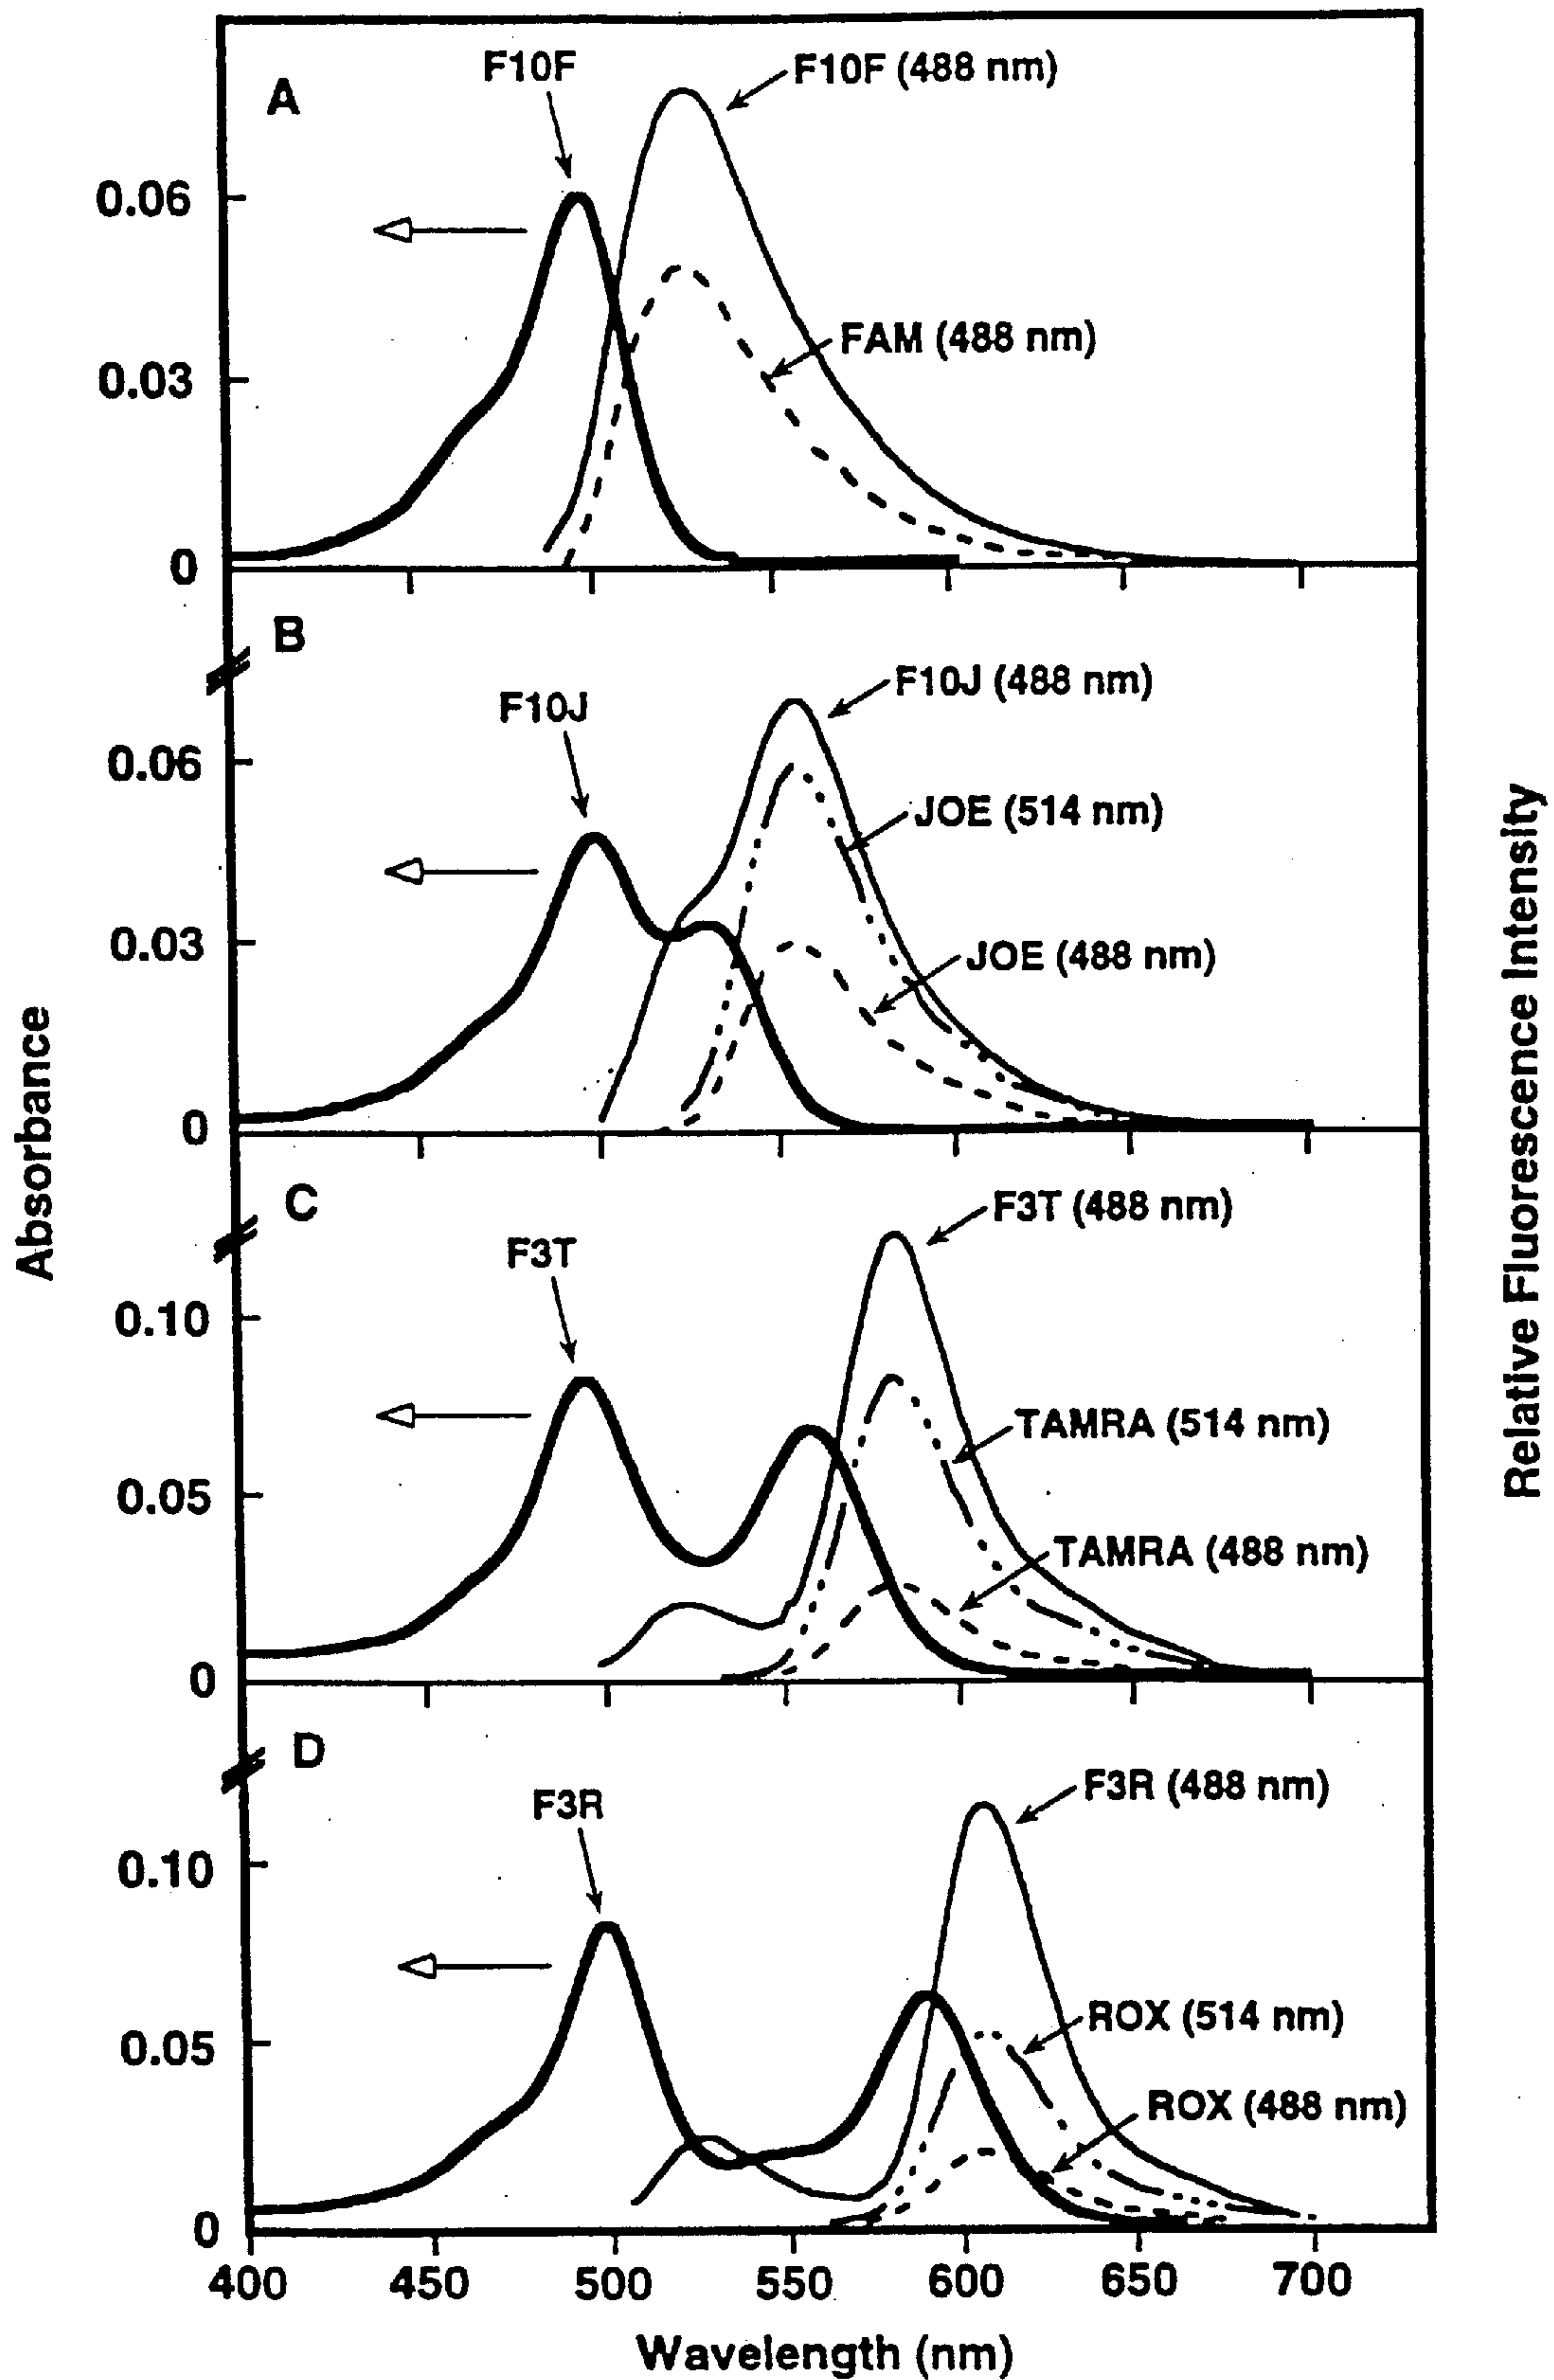 A
F10F
F10F (488 nm)
FAM (488 nm)
0.06
0.03
0
B
F10J
F10J (488 nm)
JOE (514 nm)
JOE (488 nm)
0.06
0.03
0
C
F3T
F3T (488 nm)
TAMRA (514 nm)
TAMRA (488 nm)
0.10
0.05
0
D
F3R
F3R (488 nm)
ROX (514 nm)
ROX (488 nm)
0.10
0.05
0
400 450 500 550 600 650 700
Wavelength (nm)
Absorbance
Relative Fluorescence Intensity